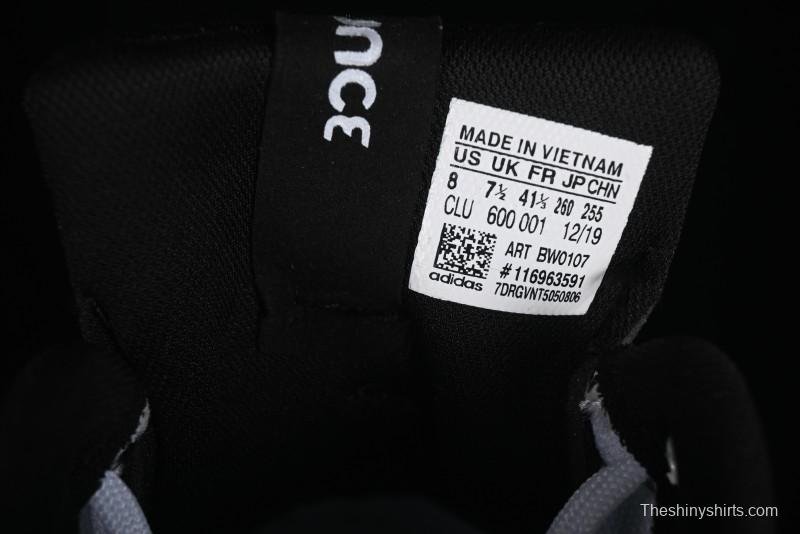 UNCE
MADE IN VIETNAM
US UK FR JP CHN
8 7½ 41⅓ 260 255
CLU 600 001 12/19
ART BW0107
#116963591
adidas 7DRGVNT5050806
Theshinyshirts.com